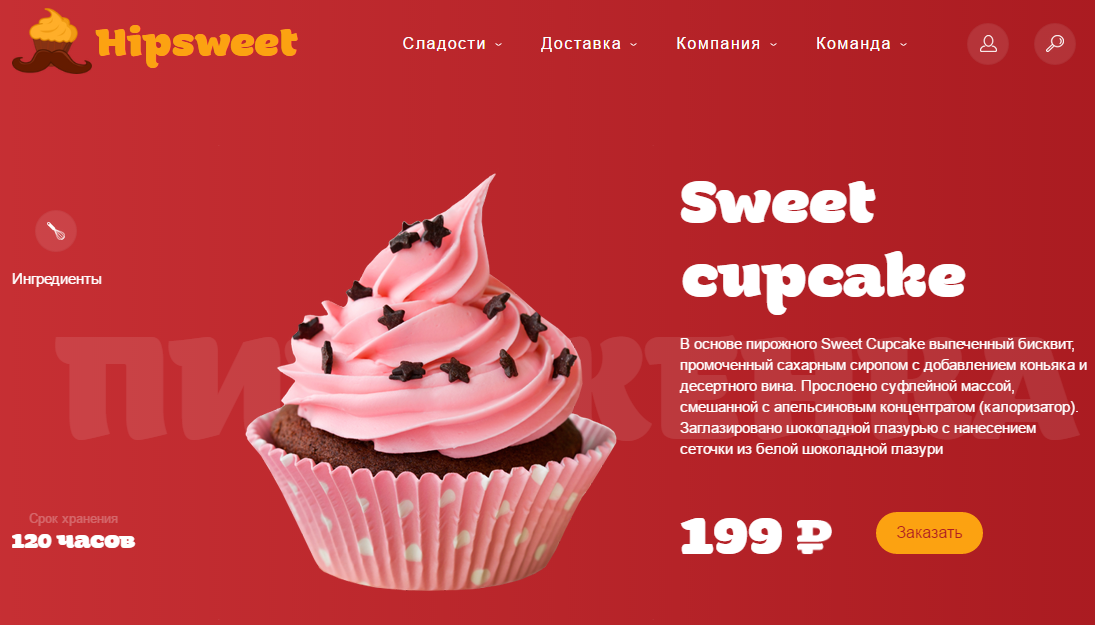 Hipsweet
Сладости
Доставка
Компания
Команда
Sweet
cupcake
Ингредиенты
В основе пирожного Sweet Cupcake выпеченный бисквит,
промоченный сахарным сиропом с добавлением коньяка и
десертного вина. Прослоено суфлейной массой,
смешанной с апельсиновым концентратом (калоризатор).
Заглазировано шоколадной глазурью с нанесением
сеточки из белой шоколадной глазури
Срок хранения
120 часов
199 ₽
Заказать